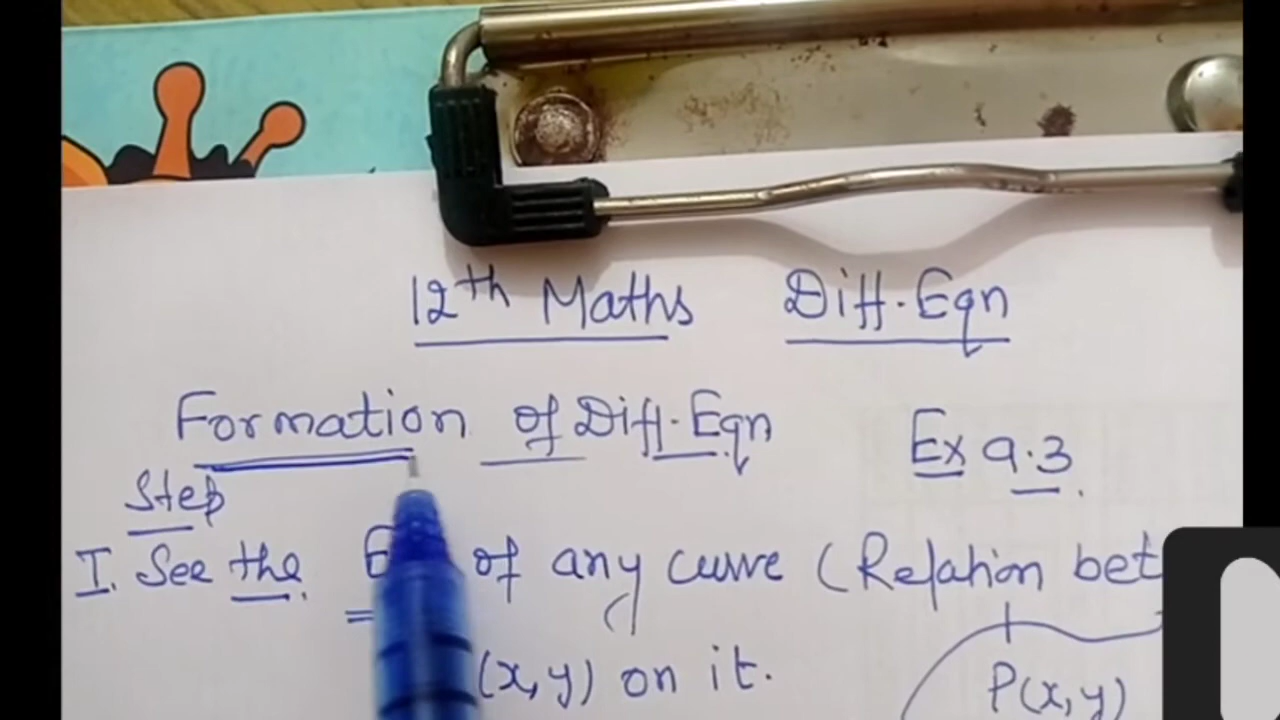 12th Maths Diff. Eqn
Formation of Diff. Eqn Ex 9.3
Step
I. See the of any curve (Relation bet
(x,y) on it.
P(x,y)